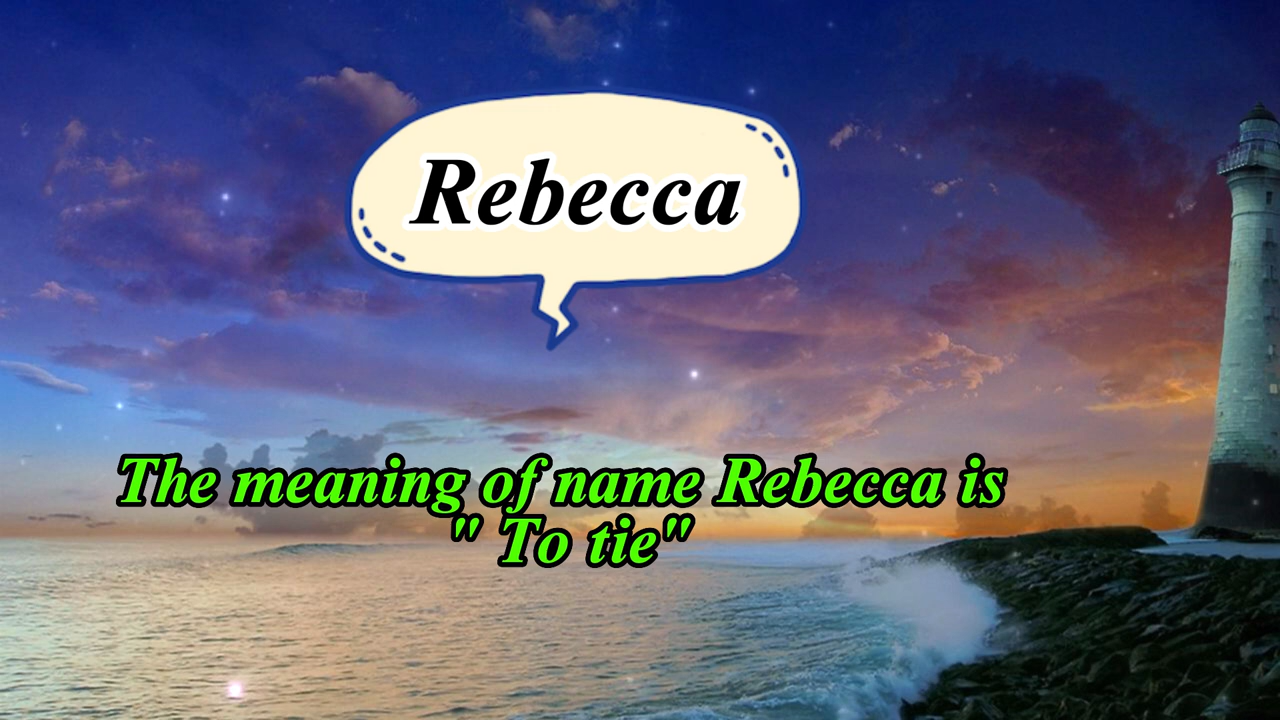 Rebecca
The meaning of name Rebecca is
" To tie"